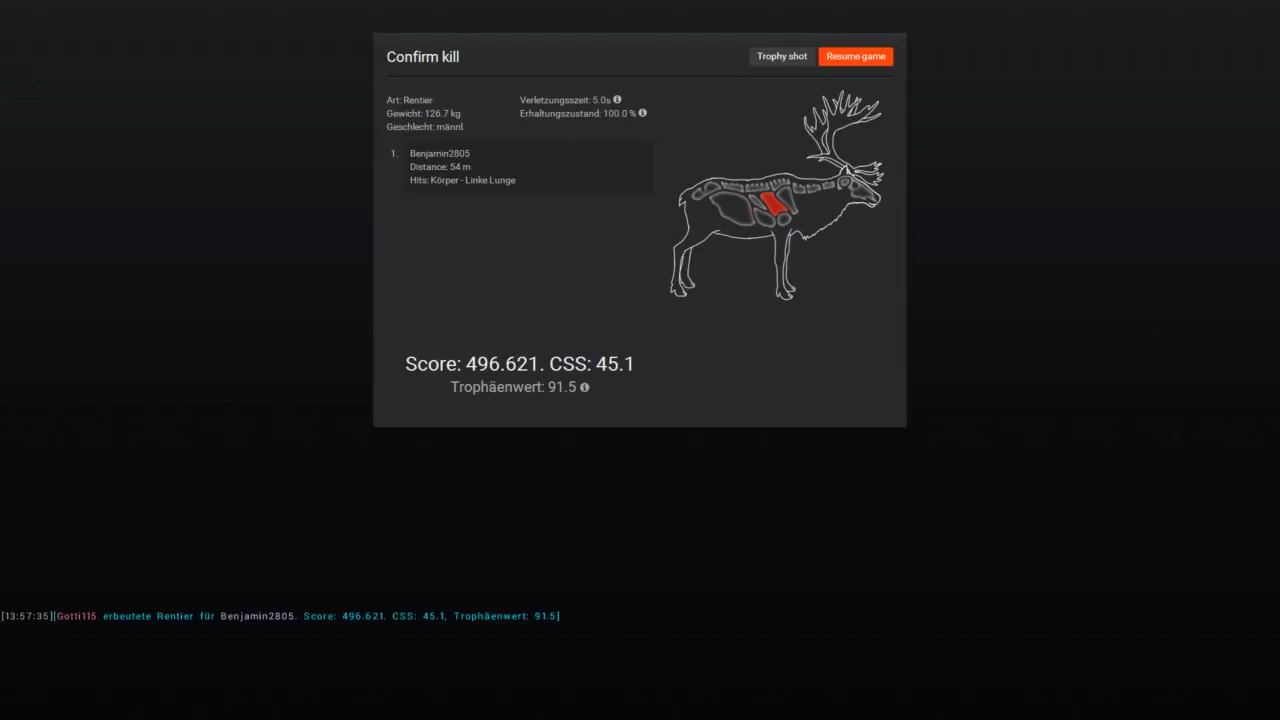 Confirm kill
Trophy shot
Resume game
Art: Rentier
Gewicht: 126.7 kg
Geschlecht: männl.
Verletzungsszeit: 5.0s
Erhaltungszustand: 100.0 %
1.
Benjamin2805
Distance: 54 m
Hits: Körper - Linke Lunge
Score: 496.621. CSS: 45.1
Trophäenwert: 91.5
[13:57:35][Gotti115 erbeutete Rentier für Benjamin2805. Score: 496.621. CSS: 45.1, Trophäenwert: 91.5]